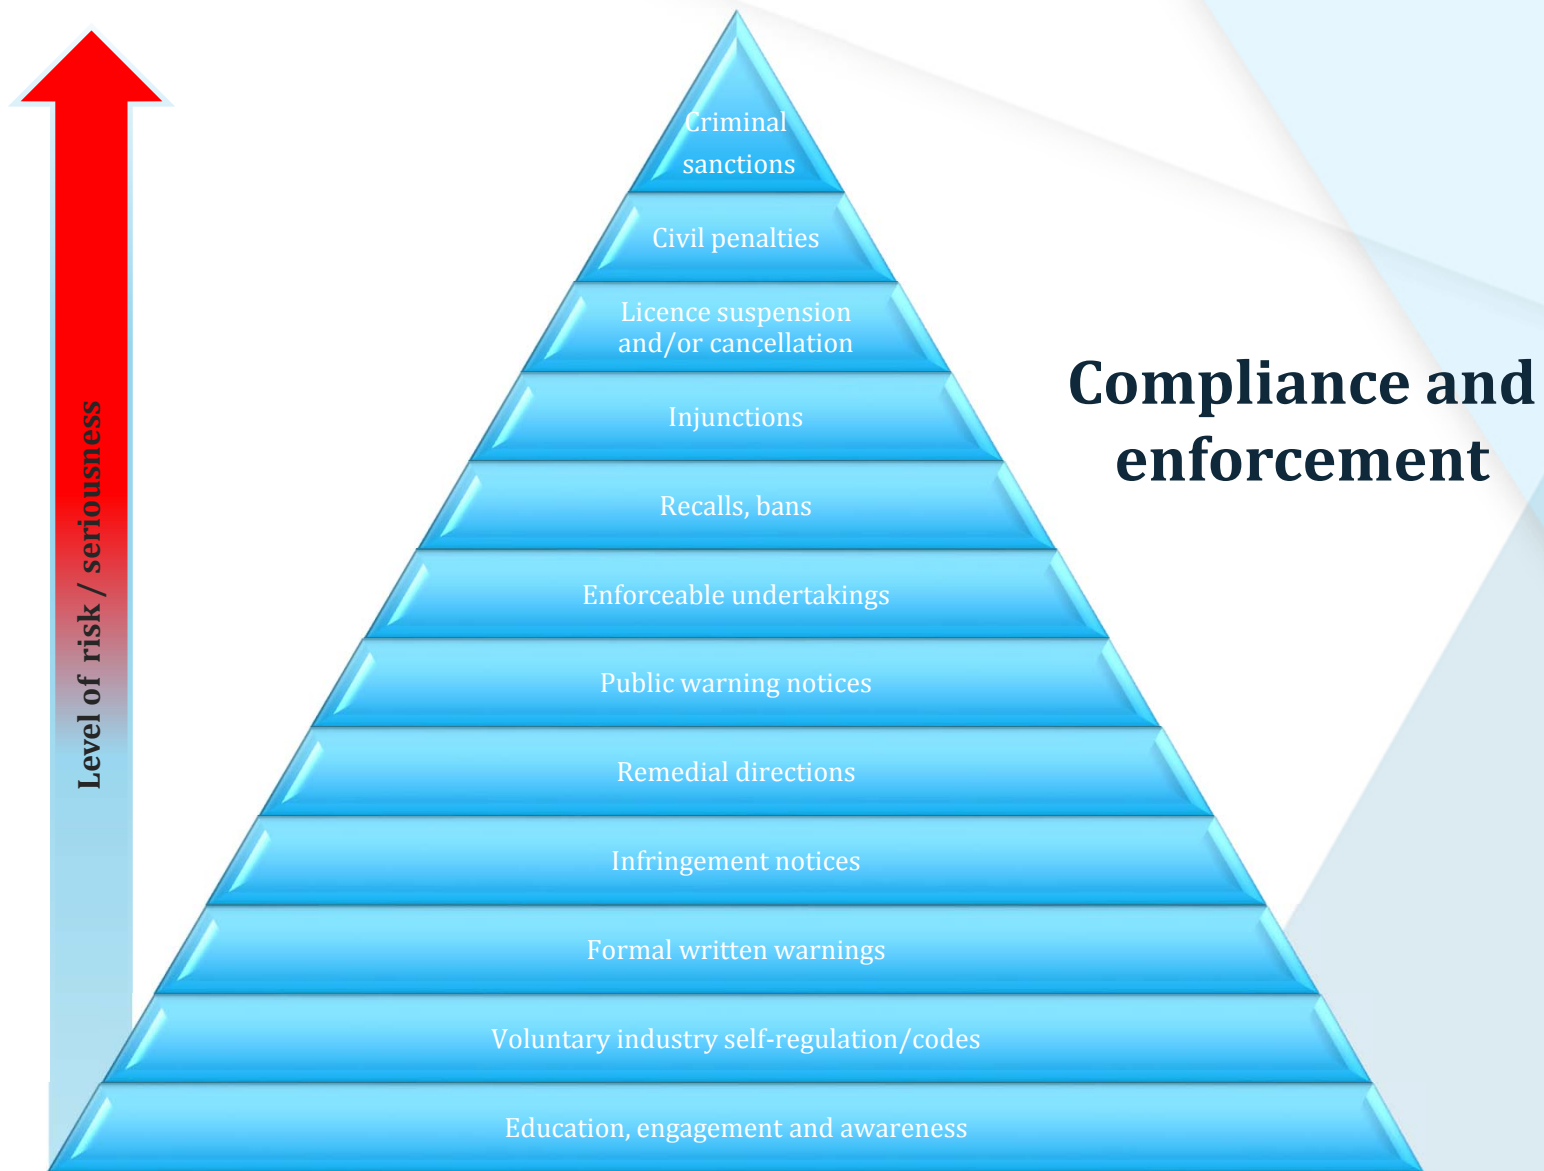 Criminal
sanctions
Civil penalties
Licence suspension
and/or cancellation
Injunctions
Recalls, bans
Enforceable undertakings
Public warning notices
Remedial directions
Infringement notices
Formal written warnings
Voluntary industry self-regulation/codes
Education, engagement and awareness
Level of risk / seriousness
Compliance and
enforcement